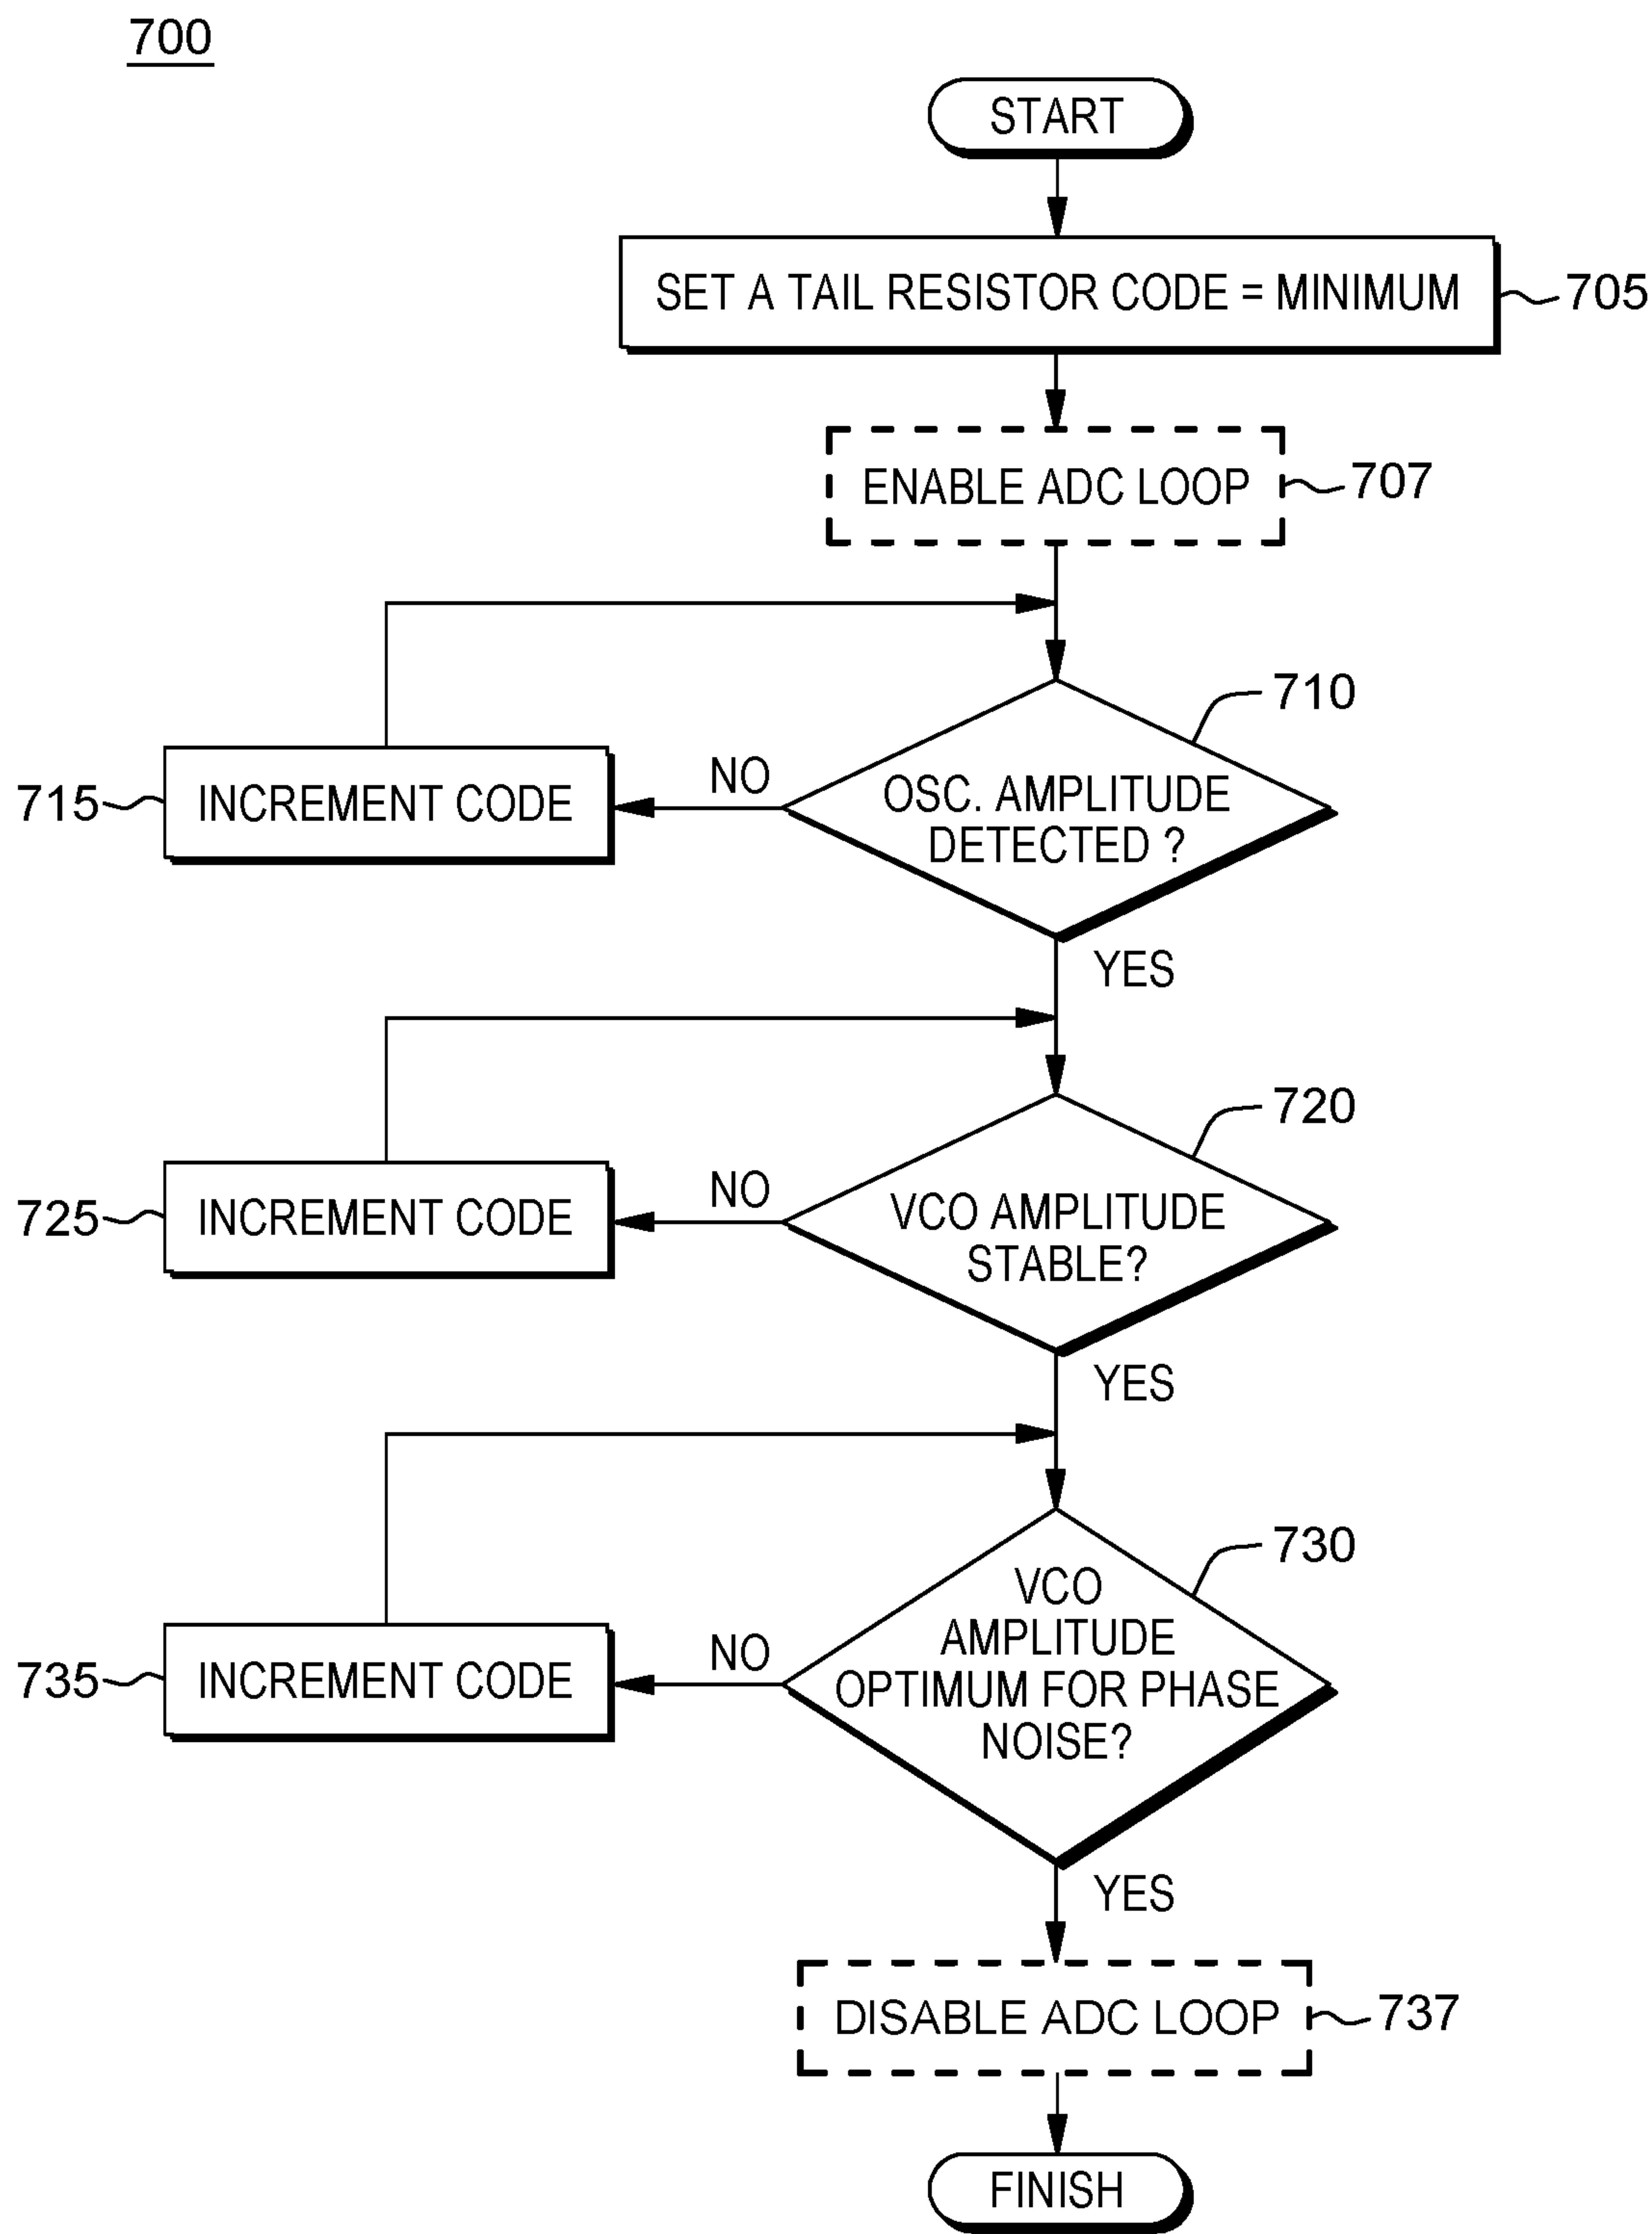 700
START
SET A TAIL RESISTOR CODE = MINIMUM
705
ENABLE ADC LOOP
707
710
OSC. AMPLITUDE
DETECTED ?
NO
INCREMENT CODE
715
YES
720
VCO AMPLITUDE
STABLE?
NO
INCREMENT CODE
725
YES
730
VCO
AMPLITUDE
OPTIMUM FOR PHASE
NOISE?
NO
INCREMENT CODE
735
YES
DISABLE ADC LOOP
737
FINISH